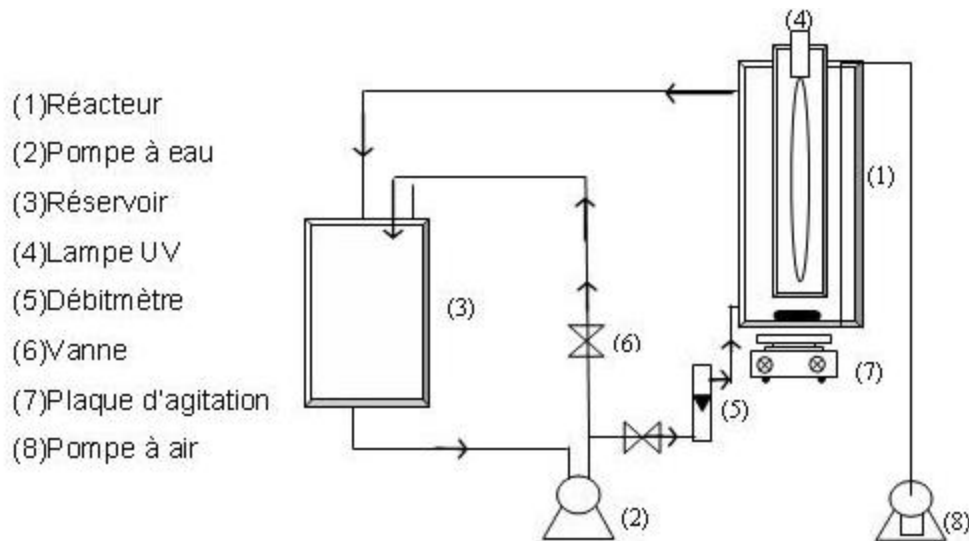 (1)Réacteur
(2)Pompe à eau
(3)Réservoir
(4)Lampe UV
(5)Débitmètre
(6)Vanne
(7)Plaque d'agitation
(8)Pompe à air
(4)
(1)
(3)
(6)
(7)
(5)
(2)
(8)